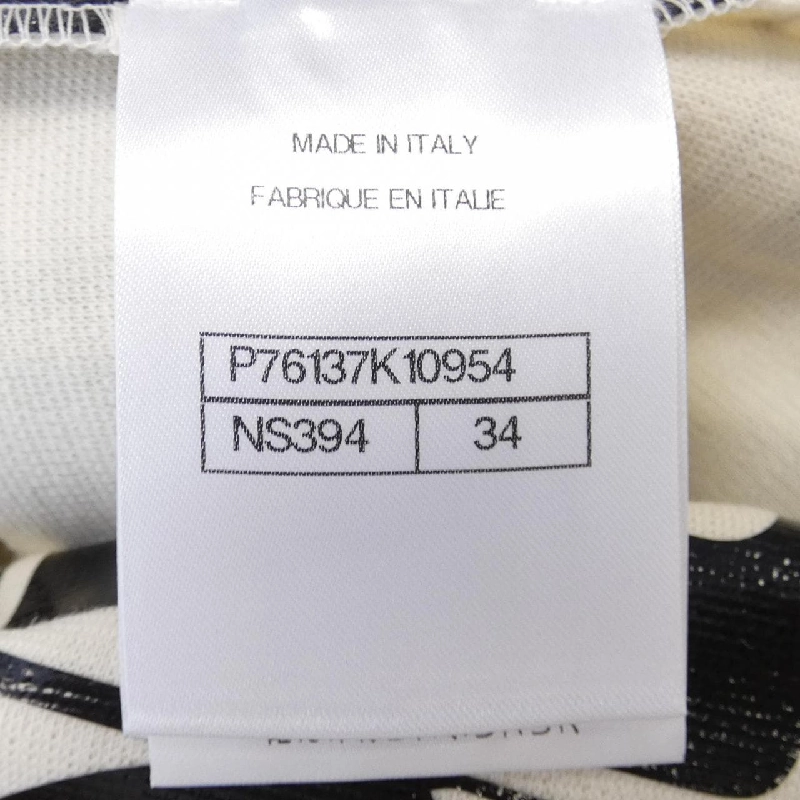 MADE IN ITALY
FABRIQUE EN ITALIE
P76137K10954
NS394 34